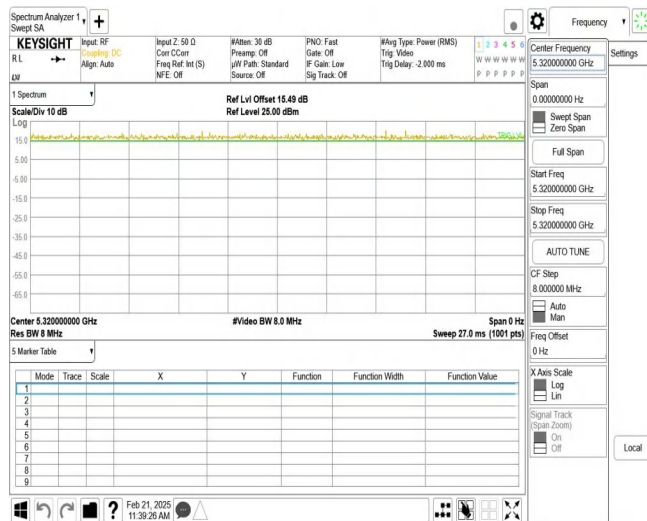 Spectrum Analyzer 1
Swept SA
Frequency
KEYSIGHT
RL
Input: RF
Coupling: DC
Align: Auto
Input Z: 50 Ω
Corr CCorr
Freq Ref: Int (S)
NFE: Off
#Atten: 30 dB
Preamp: Off
µW Path: Standard
Source: Off
PNO: Fast
Gate: Off
IF Gain: Low
Sig Track: Off
#Avg Type: Power (RMS)
Trig: Video
Trig Delay: -2.000 ms
1 2 3 4 5 6
W W W W W W
P P P P P P
1 Spectrum
Scale/Div 10 dB
Ref Lvl Offset 15.49 dB
Ref Level 25.00 dBm
Log
15.0
5.00
-5.00
-15.0
-25.0
-35.0
-45.0
-55.0
-65.0
TRIG LVL
Center 5.320000000 GHz
#Video BW 8.0 MHz
Span 0 Hz
Res BW 8 MHz
Sweep 27.0 ms (1001 pts)
5 Marker Table
Mode Trace Scale X Y Function Function Width Function Value
1
2
3
4
5
6
7
8
9
Feb 21, 2025
11:39:26 AM
Center Frequency
5.320000000 GHz
Settings
Span
0.00000000 Hz
Swept Span
Zero Span
Full Span
Start Freq
5.320000000 GHz
Stop Freq
5.320000000 GHz
AUTO TUNE
CF Step
8.000000 MHz
Auto
Man
Freq Offset
0 Hz
X Axis Scale
Log
Lin
Signal Track
(Span Zoom)
On
Off
Local